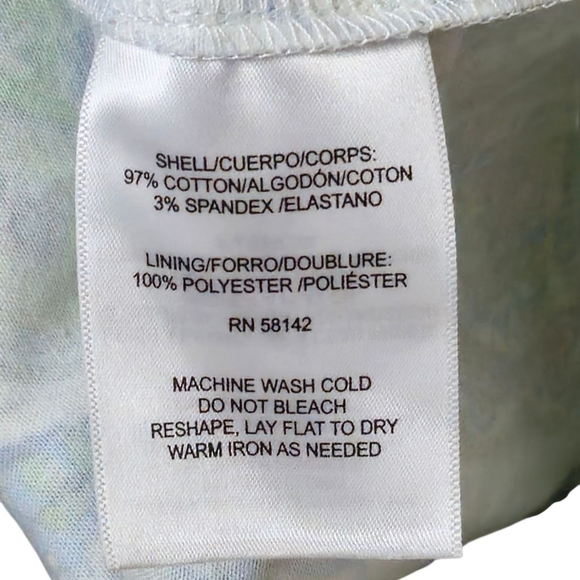 SHELL/CUERPO/CORPS:
97% COTTON/ALGODÓN/COTON
3% SPANDEX /ELASTANO
LINING/FORRO/DOUBLURE:
100% POLYESTER /POLIÉSTER
RN 58142
MACHINE WASH COLD
DO NOT BLEACH
RESHAPE, LAY FLAT TO DRY
WARM IRON AS NEEDED